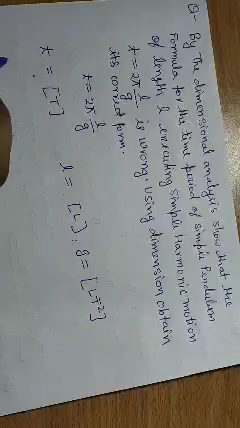 Q- By the dimensional analysis show that the
Formula for the time period of simple Pendulum
of length l executing simple Harmonic motion
t = 2π l/g is wrong, using dimension obtain
its correct form.
t = 2π l/g
t = [T] l = [L] ; g = [LT⁻²]